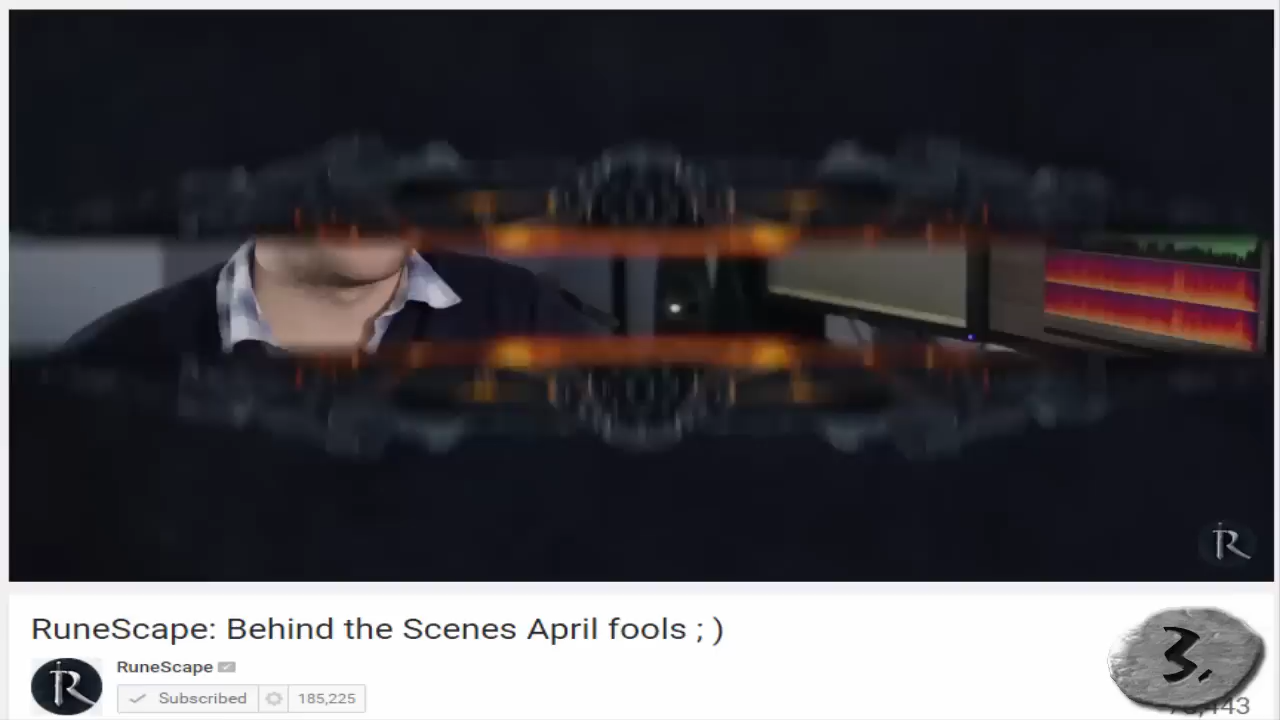 RuneScape: Behind the Scenes April fools ; )
RuneScape
Subscribed 185,225
3.